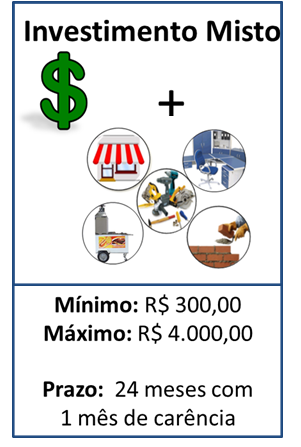 Investimento Misto
$
+
Mínimo: R$ 300,00
Máximo: R$ 4.000,00
Prazo: 24 meses com
1 mês de carência